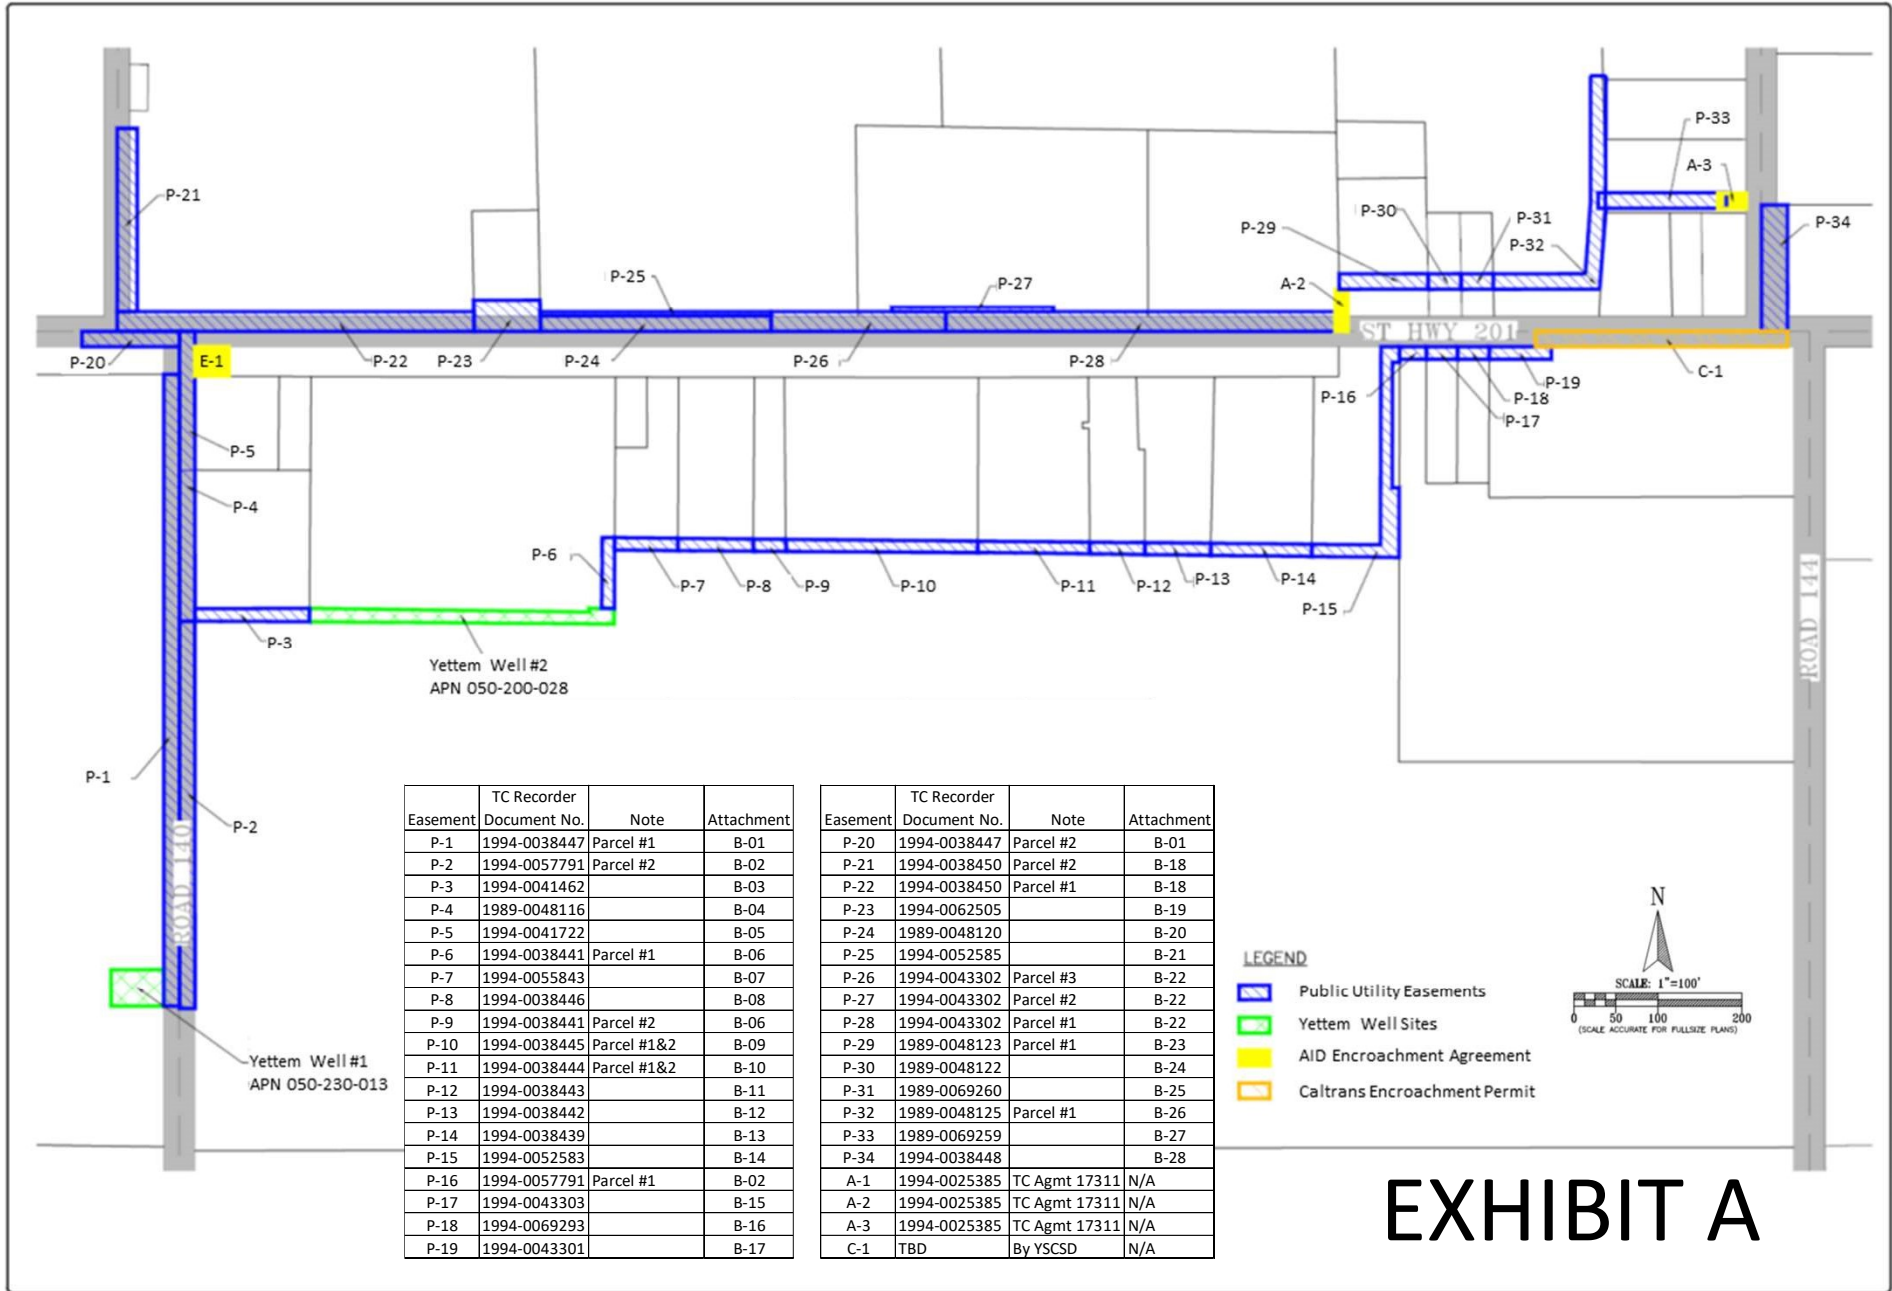 P-33
A-3
P-21
P-30
P-31
P-29
P-32
P-34
P-25
P-27
A-2
ST HWY 201
P-20
E-1
P-22
P-23
P-24
P-26
P-28
C-1
P-19
P-16
P-18
P-17
P-5
P-4
P-6
P-7
P-8
P-9
P-10
P-11
P-12
P-13
P-14
P-15
ROAD 144
P-3
Yettem Well #2
APN 050-200-028
P-1
P-2
ROAD 140
Yettem Well #1
APN 050-230-013
TC Recorder
Easement Document No. Note Attachment
P-1 1994-0038447 Parcel #1 B-01
P-2 1994-0057791 Parcel #2 B-02
P-3 1994-0041462 B-03
P-4 1989-0048116 B-04
P-5 1994-0041722 B-05
P-6 1994-0038441 Parcel #1 B-06
P-7 1994-0055843 B-07
P-8 1994-0038446 B-08
P-9 1994-0038441 Parcel #2 B-06
P-10 1994-0038445 Parcel #1&2 B-09
P-11 1994-0038444 Parcel #1&2 B-10
P-12 1994-0038443 B-11
P-13 1994-0038442 B-12
P-14 1994-0038439 B-13
P-15 1994-0052583 B-14
P-16 1994-0057791 Parcel #1 B-02
P-17 1994-0043303 B-15
P-18 1994-0069293 B-16
P-19 1994-0043301 B-17
TC Recorder
Easement Document No. Note Attachment
P-20 1994-0038447 Parcel #2 B-01
P-21 1994-0038450 Parcel #2 B-18
P-22 1994-0038450 Parcel #1 B-18
P-23 1994-0062505 B-19
P-24 1989-0048120 B-20
P-25 1994-0052585 B-21
P-26 1994-0043302 Parcel #3 B-22
P-27 1994-0043302 Parcel #2 B-22
P-28 1994-0043302 Parcel #1 B-22
P-29 1989-0048123 Parcel #1 B-23
P-30 1989-0048122 B-24
P-31 1989-0069260 B-25
P-32 1989-0048125 Parcel #1 B-26
P-33 1989-0069259 B-27
P-34 1994-0038448 B-28
A-1 1994-0025385 TC Agmt 17311 N/A
A-2 1994-0025385 TC Agmt 17311 N/A
A-3 1994-0025385 TC Agmt 17311 N/A
C-1 TBD By YSCSD N/A
LEGEND
Public Utility Easements
Yettem Well Sites
AID Encroachment Agreement
Caltrans Encroachment Permit
N
SCALE: 1"=100'
0 50 100 200
(SCALE ACCURATE FOR FULLSIZE PLANS)
EXHIBIT A